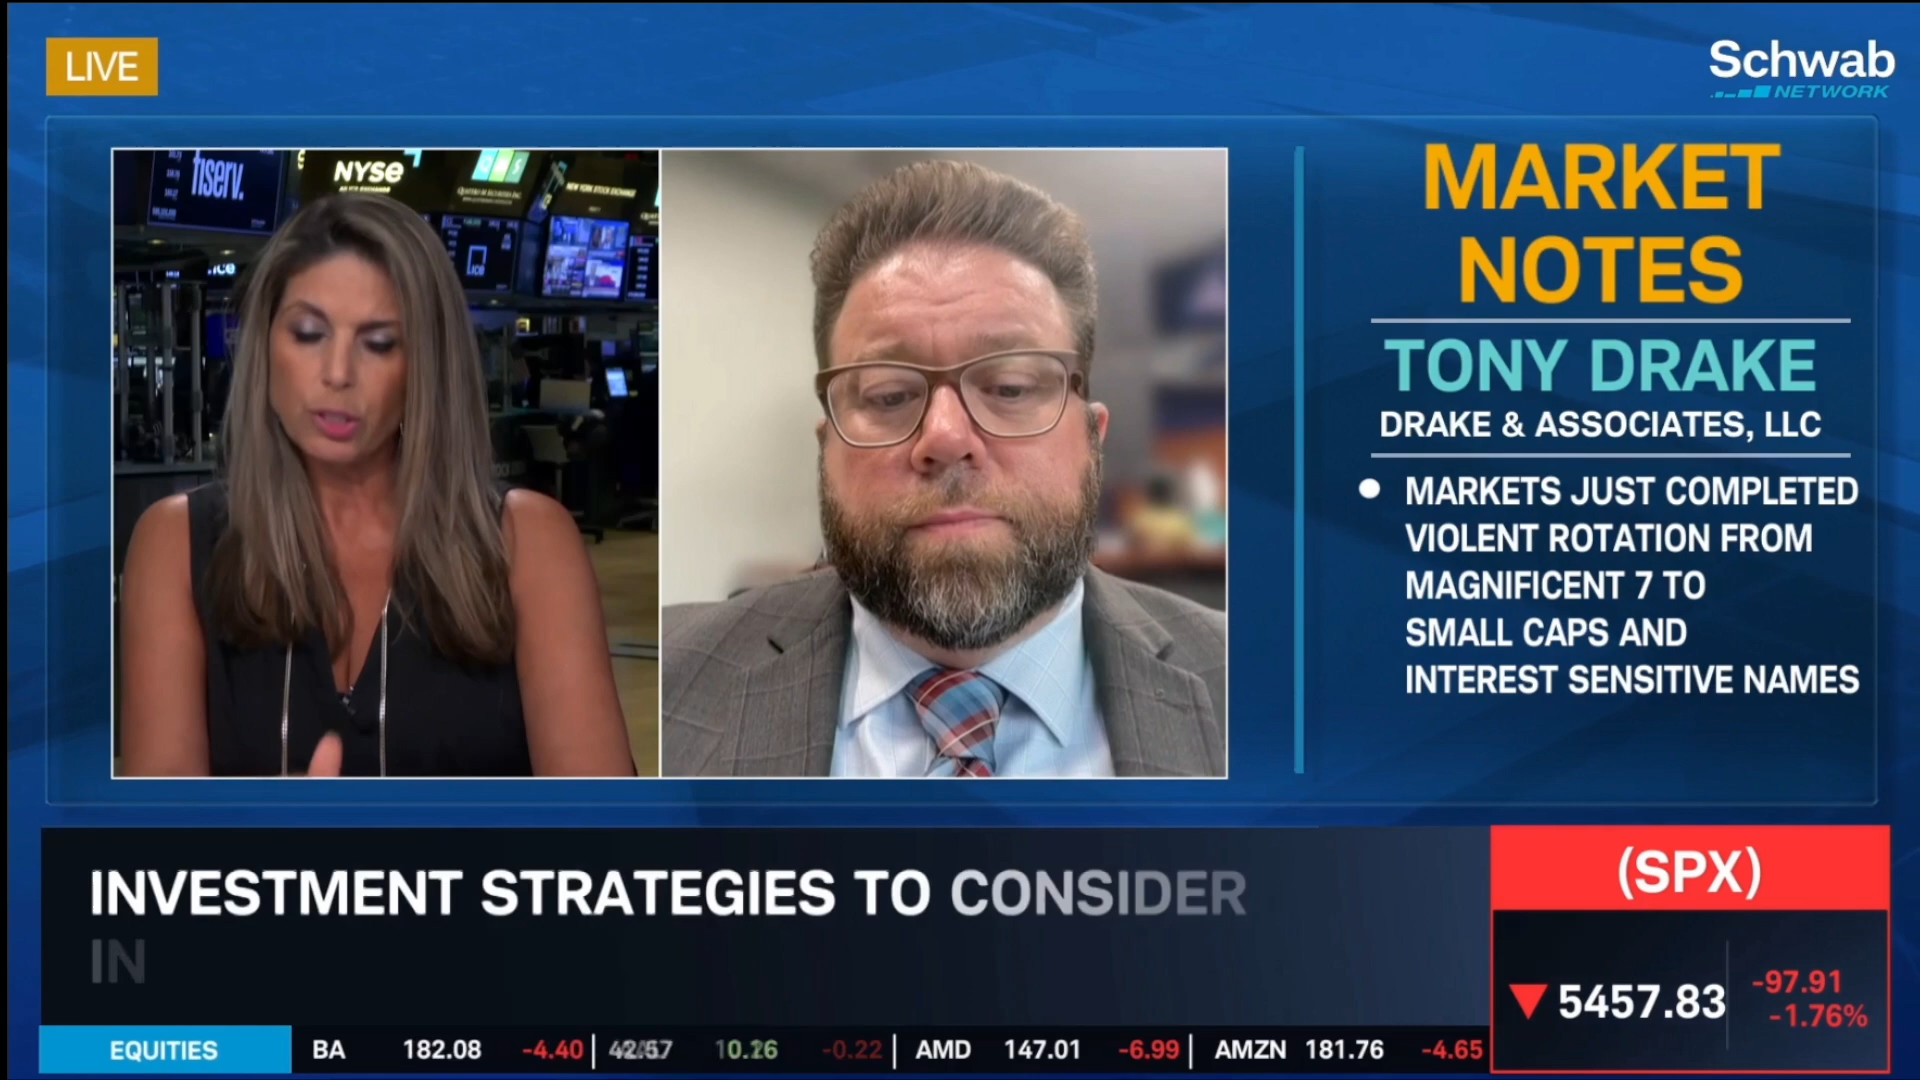 LIVE
Schwab
NETWORK
fiserv.
NYSE
ice
MARKET
NOTES
TONY DRAKE
DRAKE & ASSOCIATES, LLC
● MARKETS JUST COMPLETED
VIOLENT ROTATION FROM
MAGNIFICENT 7 TO
SMALL CAPS AND
INTEREST SENSITIVE NAMES
INVESTMENT STRATEGIES TO CONSIDER
IN
(SPX)
▼ 5457.83
-97.91
-1.76%
EQUITIES BA 182.08 -4.40 -0.22 AMD 147.01 -6.99 AMZN 181.76 -4.65